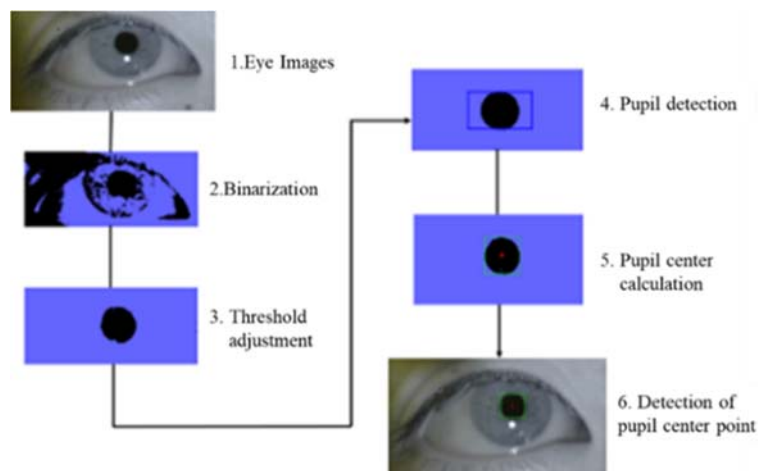 1.Eye Images
2.Binarization
3. Threshold
adjustment
4. Pupil detection
5. Pupil center
calculation
6. Detection of
pupil center point